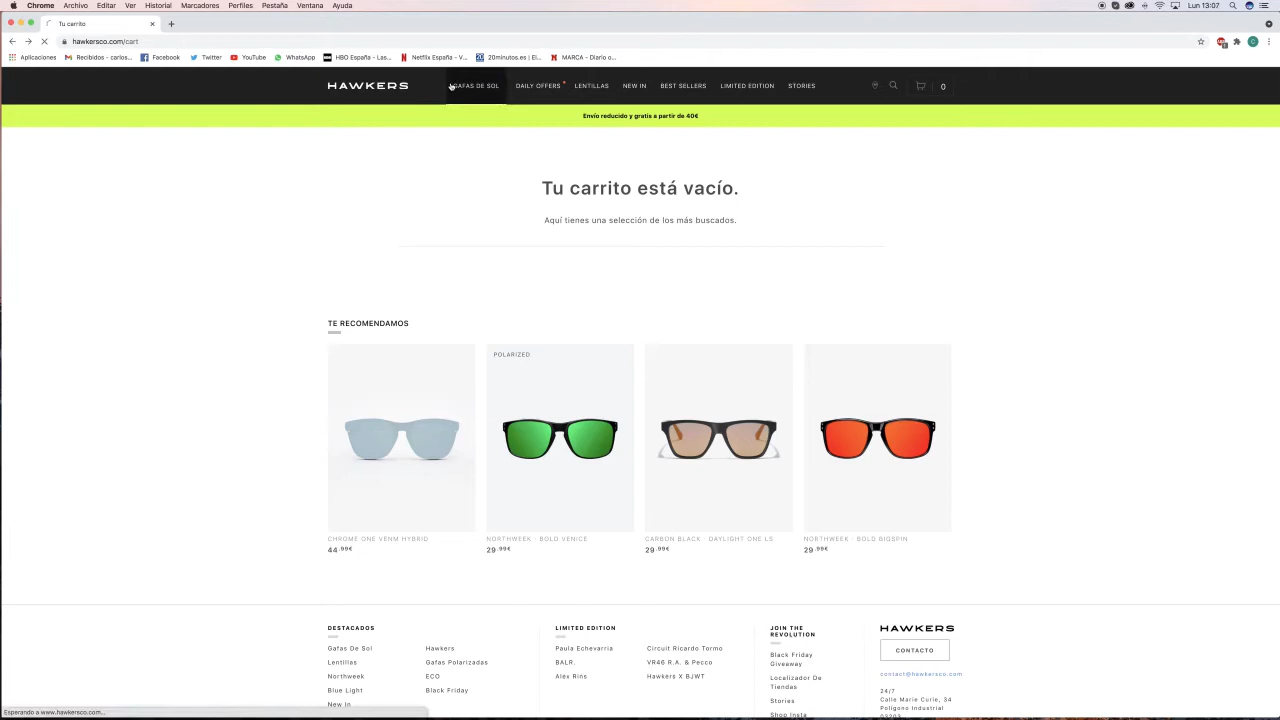 Chrome Archivo Editar Ver Historial Marcadores Perfiles Pestaña Ventana Ayuda
Lun 13:07
Tu carrito
hawkersco.com/cart
Aplicaciones Recibidos - carlos... Facebook Twitter YouTube WhatsApp HBO España - Las... Netflix España - V... 20minutos.es | El... MARCA - Diario o...
HAWKERS GAFAS DE SOL DAILY OFFERS LENTILLAS NEW IN BEST SELLERS LIMITED EDITION STORIES 0
Envío reducido y gratis a partir de 40€
Tu carrito está vacío.
Aquí tienes una selección de los más buscados.
TE RECOMENDAMOS
POLARIZED
CHROME ONE VENM HYBRID
44.99€
NORTHWEEK - BOLD VENICE
29.99€
CARBON BLACK - DAYLIGHT ONE LS
29.99€
NORTHWEEK - BOLD BIGSPIN
29.99€
DESTACADOS
Gafas De Sol
Lentillas
Northweek
Blue Light
New In
Hawkers
Gafas Polarizadas
ECO
Black Friday
LIMITED EDITION
Paula Echevarria
BALR.
Alex Rins
Circuit Ricardo Tormo
VR46 R.A. & Pecco
Hawkers X BJWT
JOIN THE
REVOLUTION
Black Friday
Giveaway
Localizador De
Tiendas
Stories
Shop Insta
HAWKERS
CONTACTO
contact@hawkersco.com
24/7
Calle Marie Curie, 34
Polígono Industrial
03203
Esperando a www.hawkersco.com...